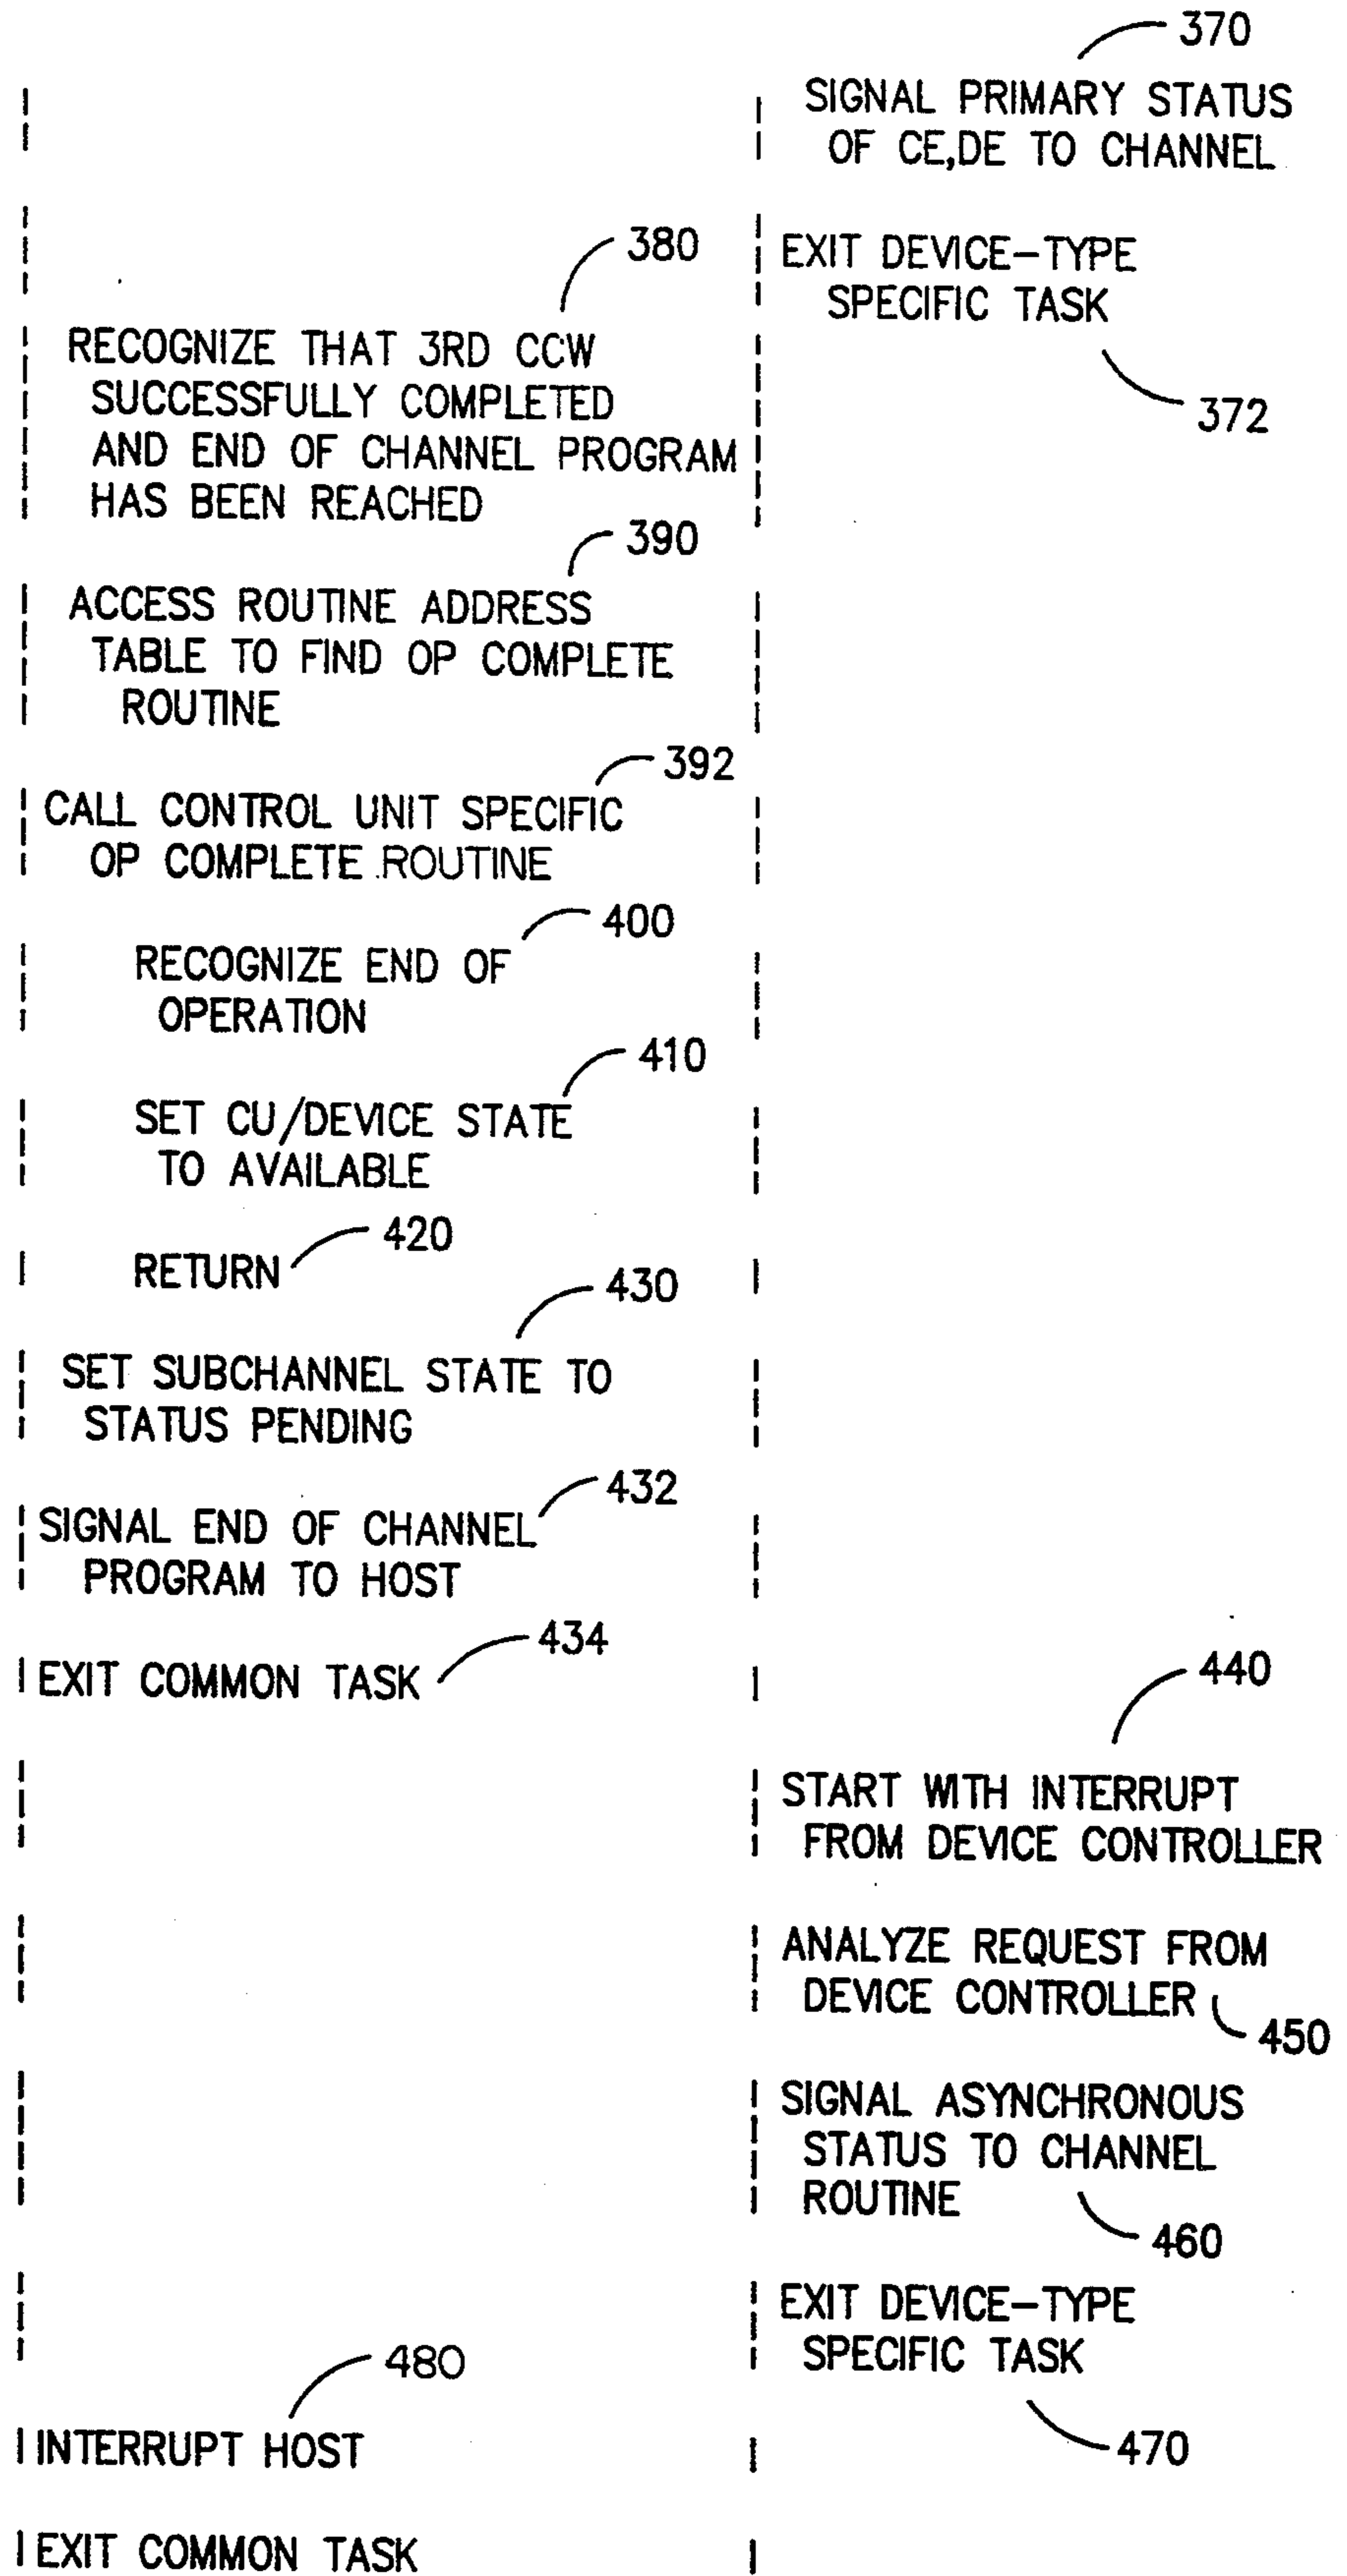 370
SIGNAL PRIMARY STATUS
OF CE,DE TO CHANNEL
EXIT DEVICE-TYPE
SPECIFIC TASK
372
380
RECOGNIZE THAT 3RD CCW
SUCCESSFULLY COMPLETED
AND END OF CHANNEL PROGRAM
HAS BEEN REACHED
390
ACCESS ROUTINE ADDRESS
TABLE TO FIND OP COMPLETE
ROUTINE
392
CALL CONTROL UNIT SPECIFIC
OP COMPLETE ROUTINE
400
RECOGNIZE END OF
OPERATION
410
SET CU/DEVICE STATE
TO AVAILABLE
420
RETURN
430
SET SUBCHANNEL STATE TO
STATUS PENDING
432
SIGNAL END OF CHANNEL
PROGRAM TO HOST
434
EXIT COMMON TASK
440
START WITH INTERRUPT
FROM DEVICE CONTROLLER
ANALYZE REQUEST FROM
DEVICE CONTROLLER
450
SIGNAL ASYNCHRONOUS
STATUS TO CHANNEL
ROUTINE
460
EXIT DEVICE-TYPE
SPECIFIC TASK
470
480
INTERRUPT HOST
EXIT COMMON TASK